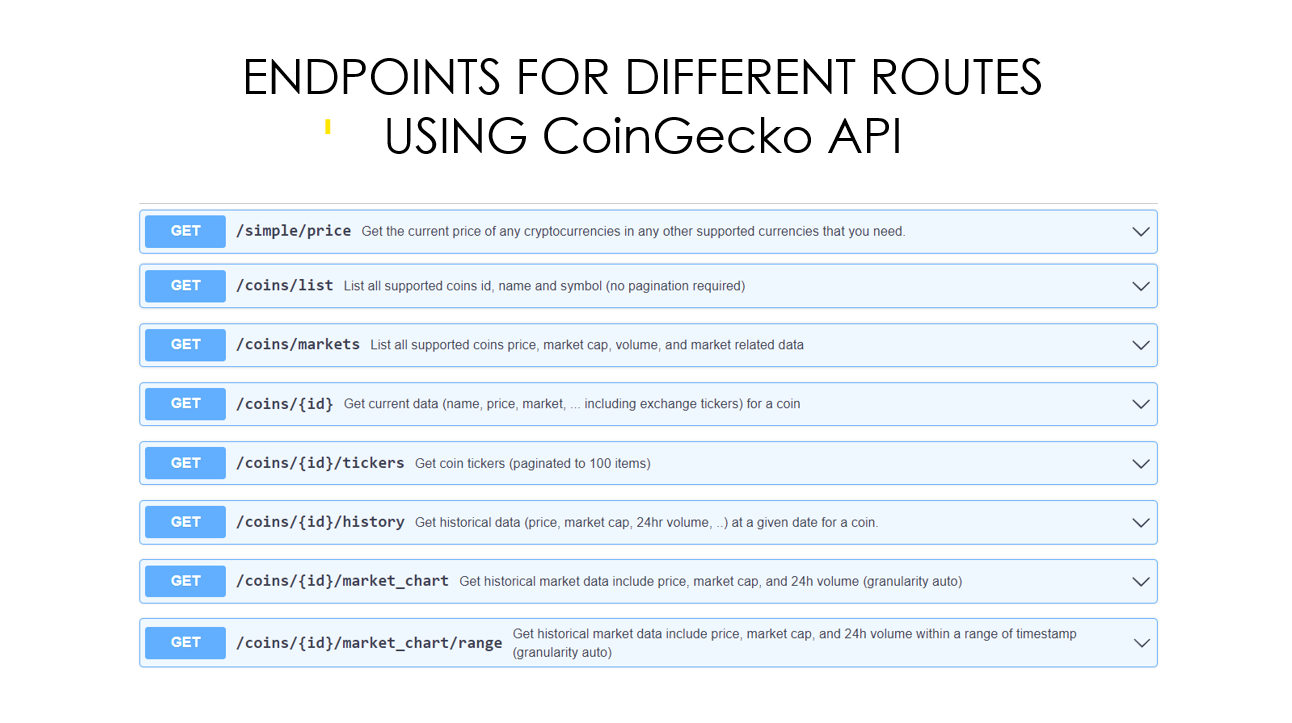 ENDPOINTS FOR DIFFERENT ROUTES
USING CoinGecko API
GET /simple/price Get the current price of any cryptocurrencies in any other supported currencies that you need.
GET /coins/list List all supported coins id, name and symbol (no pagination required)
GET /coins/markets List all supported coins price, market cap, volume, and market related data
GET /coins/{id} Get current data (name, price, market, ... including exchange tickers) for a coin
GET /coins/{id}/tickers Get coin tickers (paginated to 100 items)
GET /coins/{id}/history Get historical data (price, market cap, 24hr volume, ..) at a given date for a coin.
GET /coins/{id}/market_chart Get historical market data include price, market cap, and 24h volume (granularity auto)
GET /coins/{id}/market_chart/range Get historical market data include price, market cap, and 24h volume within a range of timestamp
(granularity auto)